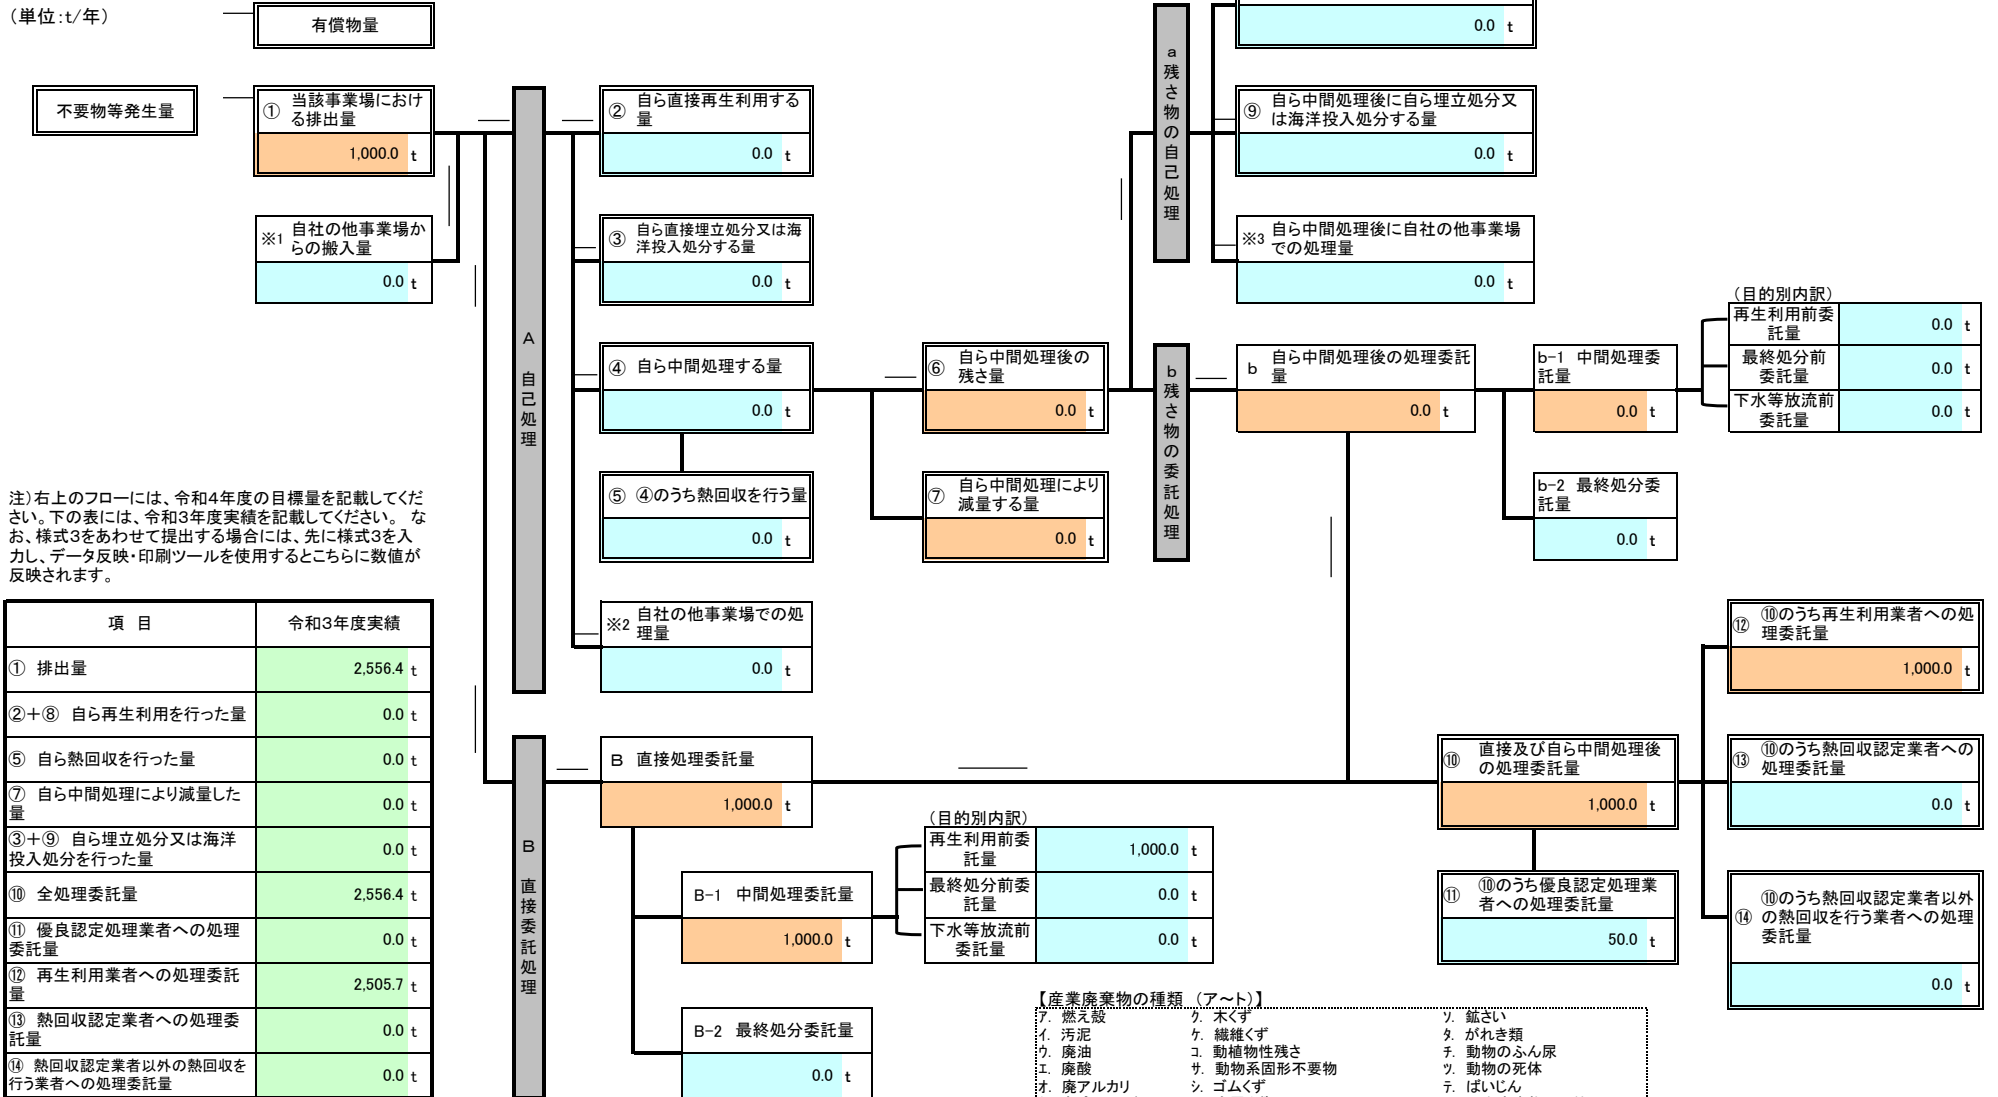 （単位:t/年）
有償物量
不要物等発生量
① 当該事業場におけ
る排出量
1,000.0 t
※1 自社の他事業場か
らの搬入量
0.0 t
A 自己処理
② 自ら直接再生利用する
量
0.0 t
③ 自ら直接埋立処分又は海
洋投入処分する量
0.0 t
④ 自ら中間処理する量
0.0 t
⑤ ④のうち熱回収を行う量
0.0 t
※2 自社の他事業場での処
理量
0.0 t
⑥ 自ら中間処理後の
残さ量
0.0 t
⑦ 自ら中間処理により
減量する量
0.0 t
a 残さ物の自己処理
0.0 t
⑨ 自ら中間処理後に自ら埋立処分又
は海洋投入処分する量
0.0 t
※3 自ら中間処理後に自社の他事業場
での処理量
0.0 t
b 残さ物の委託処理
b 自ら中間処理後の処理委託
量
0.0 t
b-1 中間処理委
託量
0.0 t
b-2 最終処分委
託量
0.0 t
（目的別内訳）
再生利用前委
託量
0.0 t
最終処分前
委託量
0.0 t
下水等放流前
委託量
0.0 t
注）右上のフローには、令和4年度の目標量を記載してくだ
さい。下の表には、令和3年度実績を記載してください。 な
お、様式3をあわせて提出する場合には、先に様式3を入
力し、データ反映・印刷ツールを使用するとこちらに数値が
反映されます。
項 目 令和3年度実績
① 排出量 2,556.4 t
②+⑧ 自ら再生利用を行った量 0.0 t
⑤ 自ら熱回収を行った量 0.0 t
⑦ 自ら中間処理により減量した
量 0.0 t
③+⑨ 自ら埋立処分又は海洋
投入処分を行った量 0.0 t
⑩ 全処理委託量 2,556.4 t
⑪ 優良認定処理業者への処理
委託量 0.0 t
⑫ 再生利用業者への処理委託
量 2,505.7 t
⑬ 熱回収認定業者への処理委
託量 0.0 t
⑭ 熱回収認定業者以外の熱回収を
行う業者への処理委託量 0.0 t
B 直接委託処理
B 直接処理委託量
1,000.0 t
B-1 中間処理委託量
1,000.0 t
B-2 最終処分委託量
0.0 t
（目的別内訳）
再生利用前委
託量
1,000.0 t
最終処分前委
託量
0.0 t
下水等放流前
委託量
0.0 t
⑩ 直接及び自ら中間処理後
の処理委託量
1,000.0 t
⑪ ⑩のうち優良認定処理業
者への処理委託量
50.0 t
⑫ ⑩のうち再生利用業者への処
理委託量
1,000.0 t
⑬ ⑩のうち熱回収認定業者への
処理委託量
0.0 t
⑭ ⑩のうち熱回収認定業者以外
の熱回収を行う業者への処理
委託量
0.0 t
【産業廃棄物の種類 （ア～ト）】
ア. 燃え殻 ク. 木くず ソ. 鉱さい
イ. 汚泥 ケ. 繊維くず タ. がれき類
ウ. 廃油 コ. 動植物性残さ チ. 動物のふん尿
エ. 廃酸 サ. 動物系固形不要物 ツ. 動物の死体
オ. 廃アルカリ シ. ゴムくず テ. ばいじん